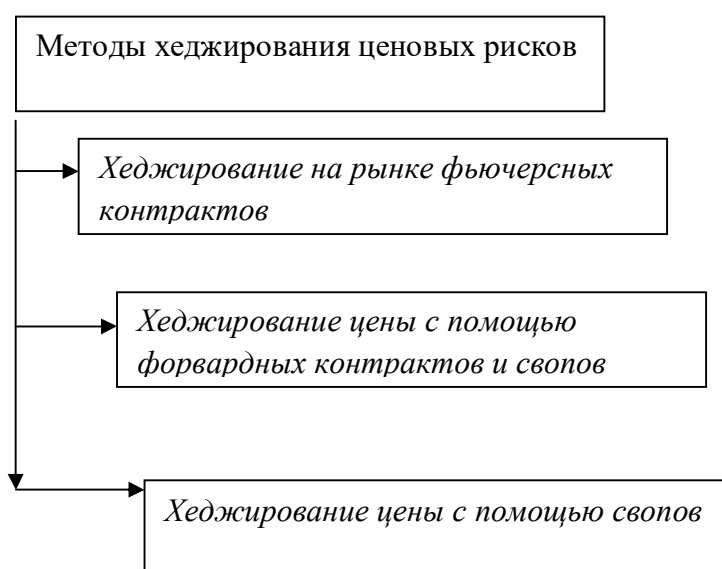 Методы хеджирования ценовых рисков
Хеджирование на рынке фьючерсных
контрактов
Хеджирование цены с помощью
форвардных контрактов и свопов
Хеджирование цены с помощью свопов